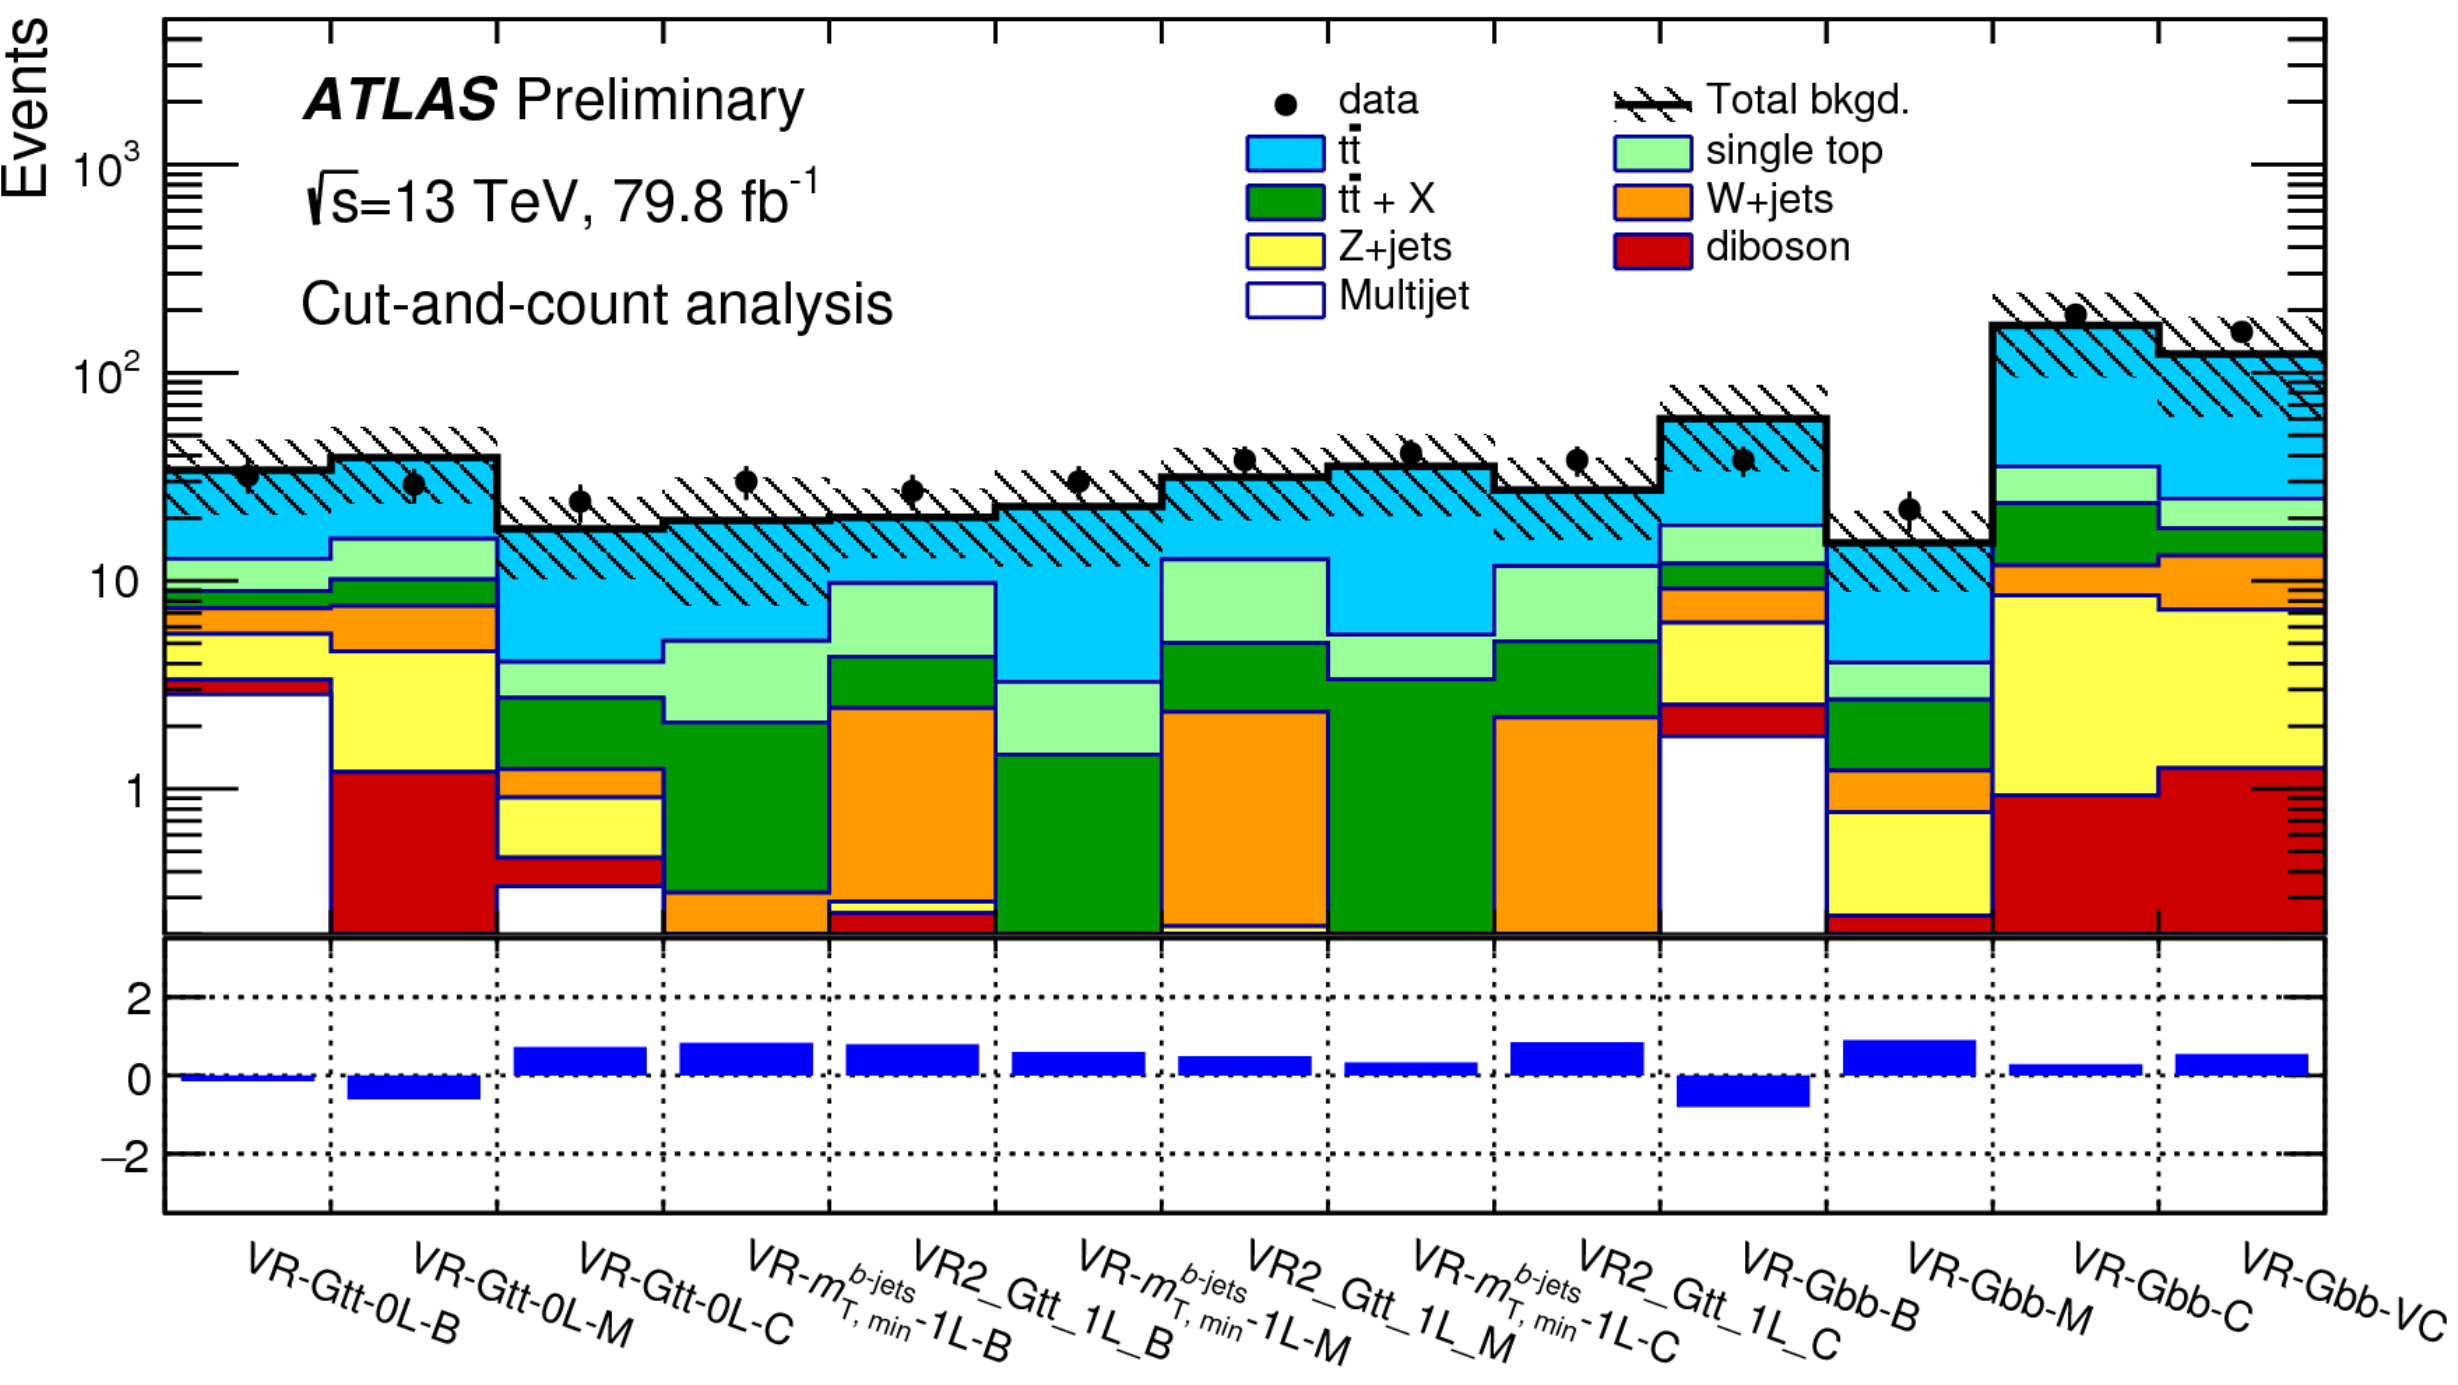 Events
ATLAS Preliminary
√s=13 TeV, 79.8 fb⁻¹
Cut-and-count analysis
data
Total bkgd.
tt̄
single top
tt̄ + X
W+jets
Z+jets
diboson
Multijet
10³
10²
10
1
2
0
−2
VR-Gtt-0L-B
VR-Gtt-0L-M
VR-Gtt-0L-C
VR-m b-jets T, min -1L-B
VR2_Gtt_1L_B
VR-m b-jets T, min -1L-M
VR2_Gtt_1L_M
VR-m b-jets T, min -1L-C
VR2_Gtt_1L_C
VR-Gbb-B
VR-Gbb-M
VR-Gbb-C
VR-Gbb-VC